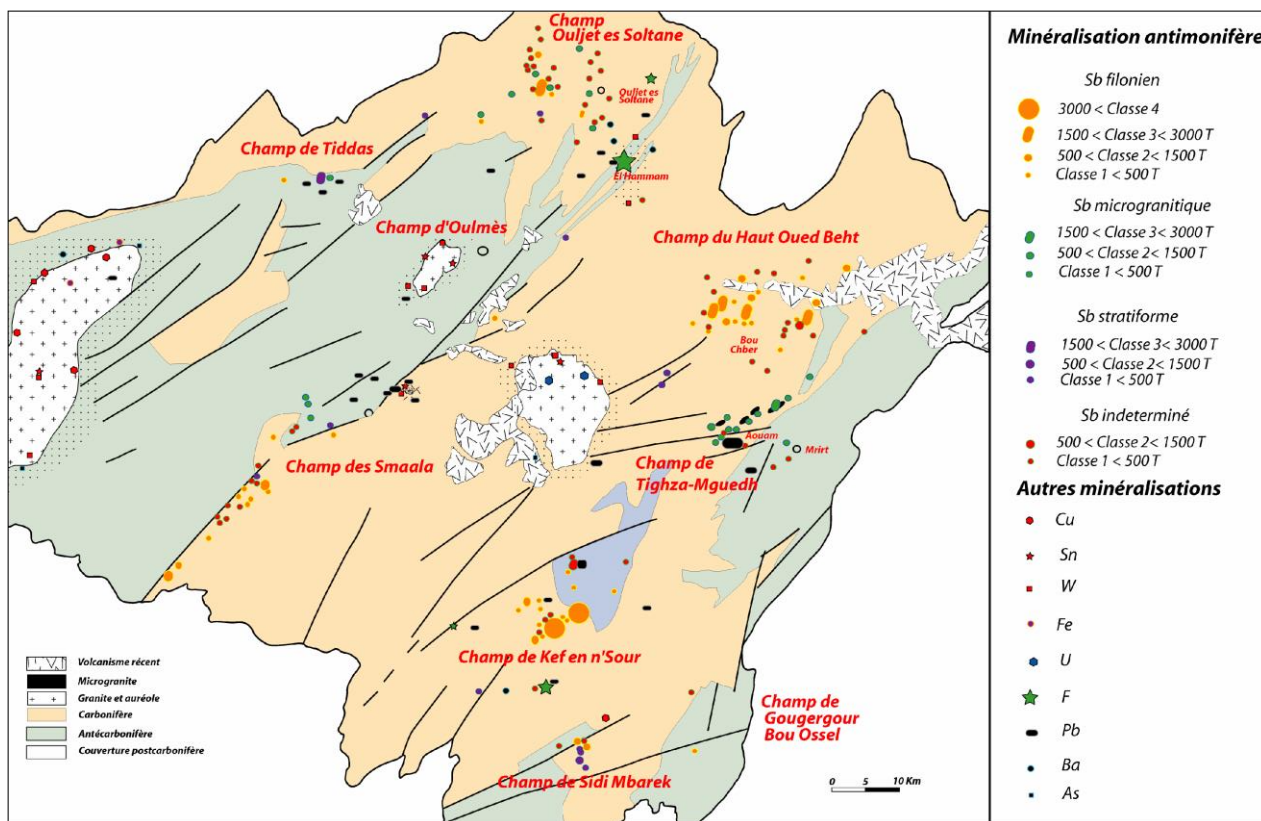 Champ
Ouljet es Soltane
Ouljet es
Soltane
Champ de Tiddas
El Hammam
Champ d'Oulmès
Champ du Haut Oued Beht
Bou
Chber
Aouam
Mrirt
Champ des Smaala
Champ de
Tighza-Mguedh
Champ de Kef en n'Sour
Champ de
Gougergour
Bou Ossel
Champ de Sidi Mbarek
0 5 10 Km
Volcanisme récent
Microgranite
Granite et auréole
Carbonifère
Antécarbonifère
Couverture postcarbonifère
Minéralisation antimonifère
Sb filonien
3000 < Classe 4
1500 < Classe 3< 3000 T
500 < Classe 2< 1500 T
Classe 1 < 500 T
Sb microgranitique
1500 < Classe 3< 3000 T
500 < Classe 2< 1500 T
Classe 1 < 500 T
Sb stratiforme
1500 < Classe 3< 3000 T
500 < Classe 2< 1500 T
Classe 1 < 500 T
Sb indeterminé
500 < Classe 2< 1500 T
Classe 1 < 500 T
Autres minéralisations
Cu
Sn
W
Fe
U
F
Pb
Ba
As